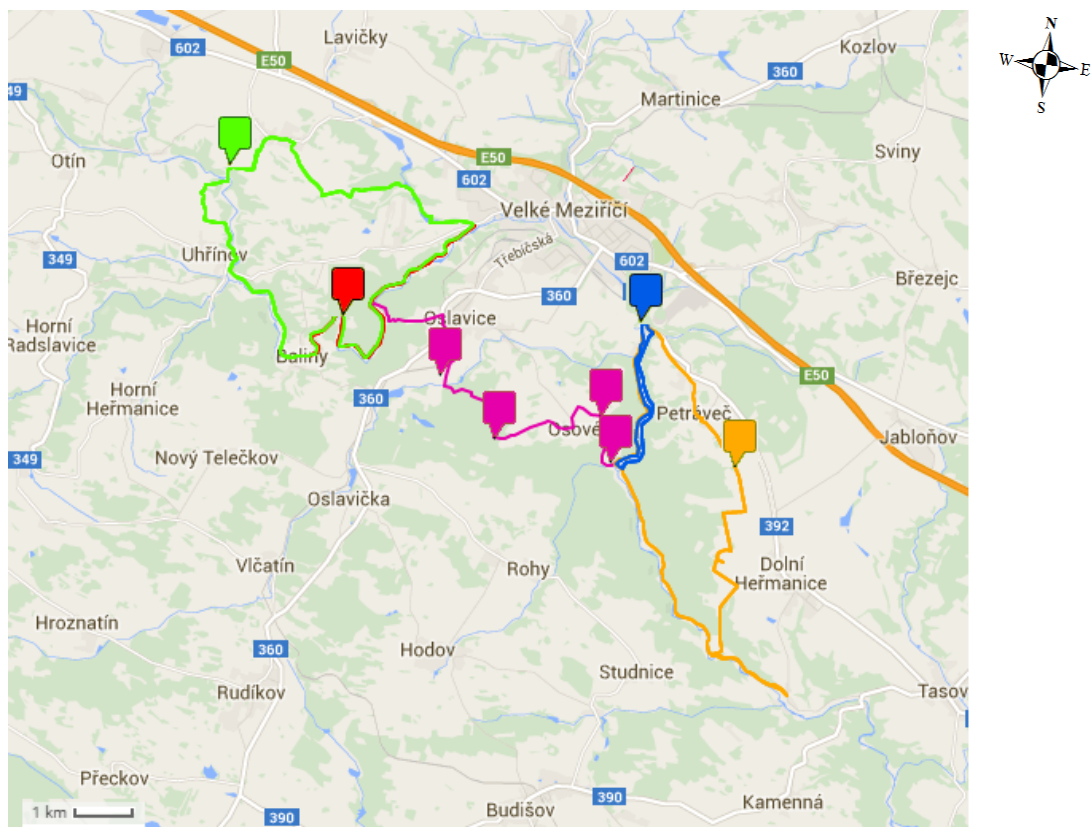 N
W
E
S
Lavičky
602
E50
Kozlov
360
49
Martinice
Otín
E50
Sviny
602
Velké Meziříčí
Třebíčská
Uhřínov
349
602
Březejc
360
Horní
Radslavice
Oslavice
Baliny
E50
Horní
Heřmanice
360
Petráveč
Osové
Jabloňov
349
Nový Telečkov
Oslavička
392
Vlčatín
Rohy
Dolní
Heřmanice
Hroznatín
360
Hodov
Studnice
Rudíkov
Tasov
Přeckov
390
Kamenná
Budišov
390
1 km